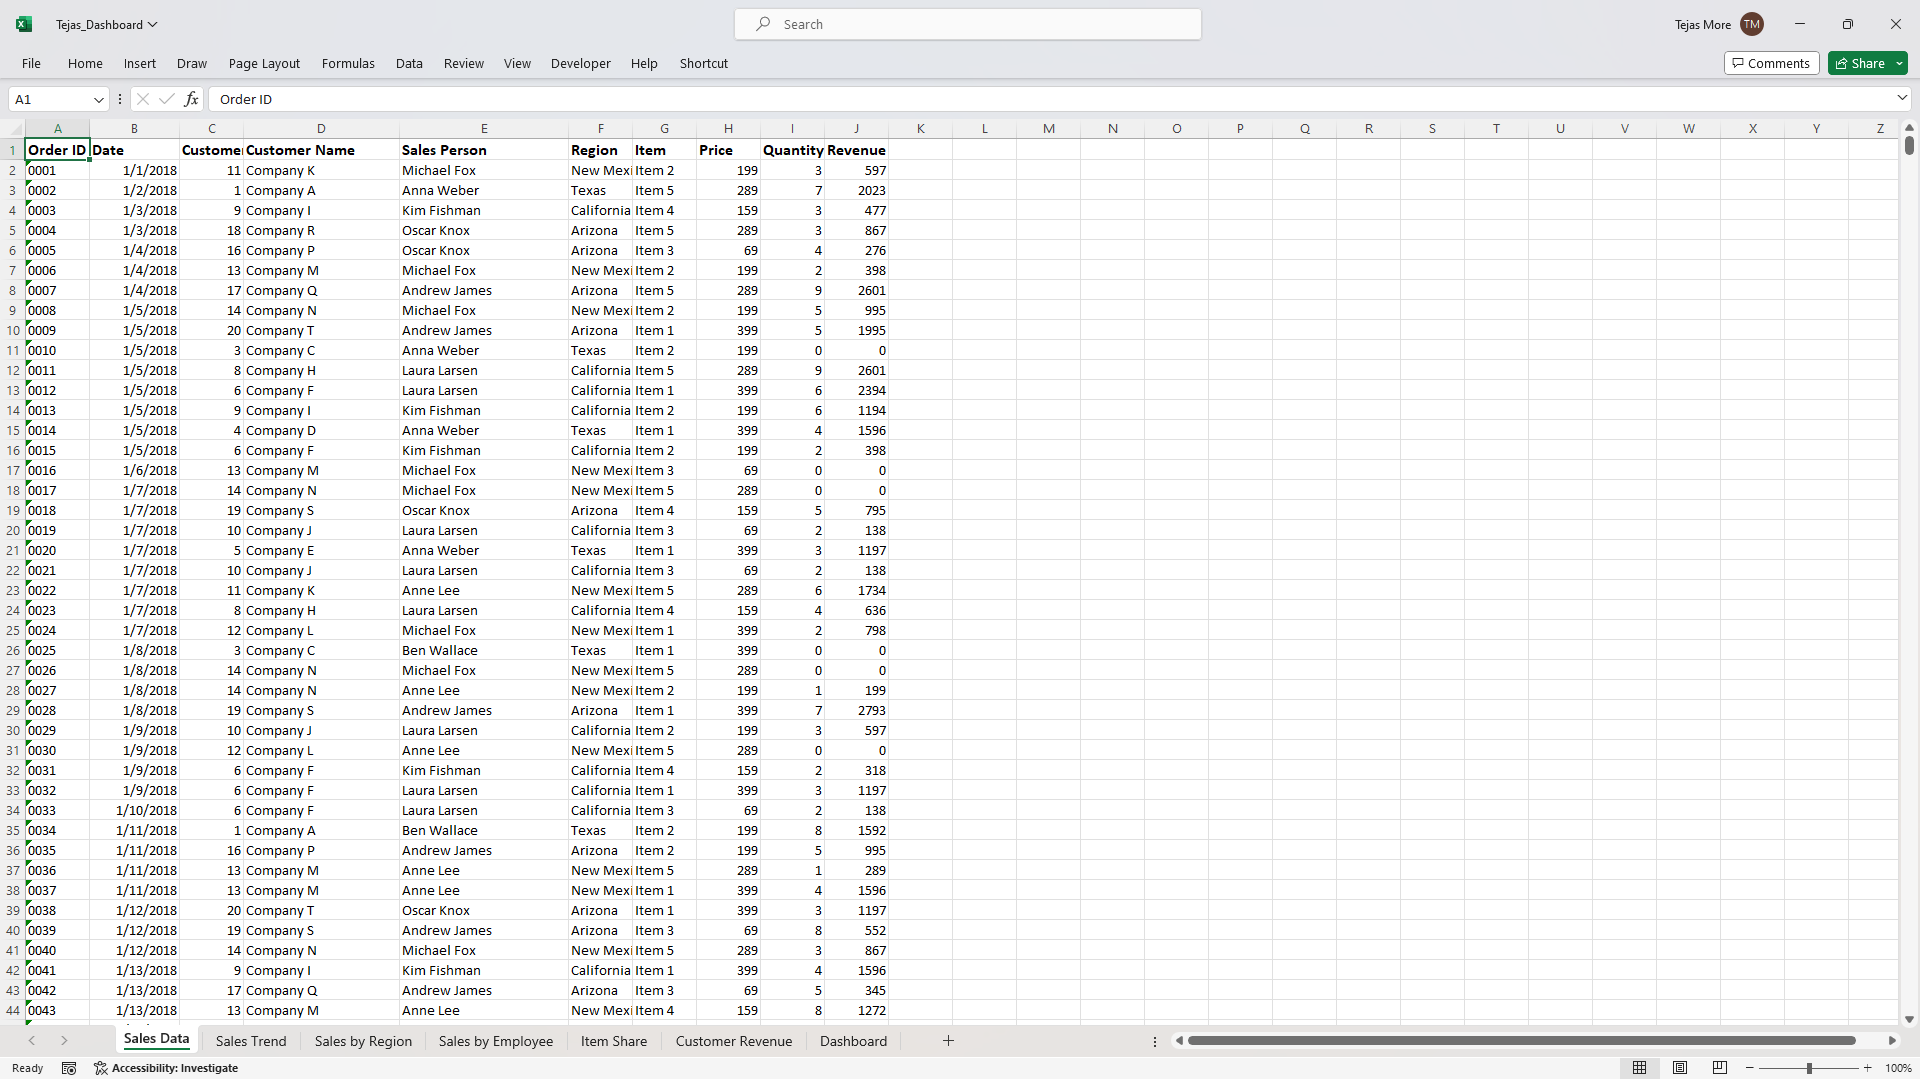 Tejas_Dashboard
Search
Tejas More TM
File Home Insert Draw Page Layout Formulas Data Review View Developer Help Shortcut
Comments Share
A1 fx Order ID
A B C D E F G H I J K L M N O P Q R S T U V W X Y Z
1 Order ID Date Custome Customer Name Sales Person Region Item Price Quantity Revenue
2 0001 1/1/2018 11 Company K Michael Fox New Mexi Item 2 199 3 597
3 0002 1/2/2018 1 Company A Anna Weber Texas Item 5 289 7 2023
4 0003 1/3/2018 9 Company I Kim Fishman California Item 4 159 3 477
5 0004 1/3/2018 18 Company R Oscar Knox Arizona Item 5 289 3 867
6 0005 1/4/2018 16 Company P Oscar Knox Arizona Item 3 69 4 276
7 0006 1/4/2018 13 Company M Michael Fox New Mexi Item 2 199 2 398
8 0007 1/4/2018 17 Company Q Andrew James Arizona Item 5 289 9 2601
9 0008 1/5/2018 14 Company N Michael Fox New Mexi Item 2 199 5 995
10 0009 1/5/2018 20 Company T Andrew James Arizona Item 1 399 5 1995
11 0010 1/5/2018 3 Company C Anna Weber Texas Item 2 199 0 0
12 0011 1/5/2018 8 Company H Laura Larsen California Item 5 289 9 2601
13 0012 1/5/2018 6 Company F Laura Larsen California Item 1 399 6 2394
14 0013 1/5/2018 9 Company I Kim Fishman California Item 2 199 6 1194
15 0014 1/5/2018 4 Company D Anna Weber Texas Item 1 399 4 1596
16 0015 1/5/2018 6 Company F Kim Fishman California Item 2 199 2 398
17 0016 1/6/2018 13 Company M Michael Fox New Mexi Item 3 69 0 0
18 0017 1/7/2018 14 Company N Michael Fox New Mexi Item 5 289 0 0
19 0018 1/7/2018 19 Company S Oscar Knox Arizona Item 4 159 5 795
20 0019 1/7/2018 10 Company J Laura Larsen California Item 3 69 2 138
21 0020 1/7/2018 5 Company E Anna Weber Texas Item 1 399 3 1197
22 0021 1/7/2018 10 Company J Laura Larsen California Item 3 69 2 138
23 0022 1/7/2018 11 Company K Anne Lee New Mexi Item 5 289 6 1734
24 0023 1/7/2018 8 Company H Laura Larsen California Item 4 159 4 636
25 0024 1/7/2018 12 Company L Michael Fox New Mexi Item 1 399 2 798
26 0025 1/8/2018 3 Company C Ben Wallace Texas Item 1 399 0 0
27 0026 1/8/2018 14 Company N Michael Fox New Mexi Item 5 289 0 0
28 0027 1/8/2018 14 Company N Anne Lee New Mexi Item 2 199 1 199
29 0028 1/8/2018 19 Company S Andrew James Arizona Item 1 399 7 2793
30 0029 1/9/2018 10 Company J Laura Larsen California Item 2 199 3 597
31 0030 1/9/2018 12 Company L Anne Lee New Mexi Item 5 289 0 0
32 0031 1/9/2018 6 Company F Kim Fishman California Item 4 159 2 318
33 0032 1/9/2018 6 Company F Laura Larsen California Item 1 399 3 1197
34 0033 1/10/2018 6 Company F Laura Larsen California Item 3 69 2 138
35 0034 1/11/2018 1 Company A Ben Wallace Texas Item 2 199 8 1592
36 0035 1/11/2018 16 Company P Andrew James Arizona Item 2 199 5 995
37 0036 1/11/2018 13 Company M Anne Lee New Mexi Item 5 289 1 289
38 0037 1/11/2018 13 Company M Anne Lee New Mexi Item 1 399 4 1596
39 0038 1/12/2018 20 Company T Oscar Knox Arizona Item 1 399 3 1197
40 0039 1/12/2018 19 Company S Andrew James Arizona Item 3 69 8 552
41 0040 1/12/2018 14 Company N Michael Fox New Mexi Item 5 289 3 867
42 0041 1/13/2018 9 Company I Kim Fishman California Item 1 399 4 1596
43 0042 1/13/2018 17 Company Q Andrew James Arizona Item 3 69 5 345
44 0043 1/13/2018 13 Company M Anne Lee New Mexi Item 4 159 8 1272
Sales Data Sales Trend Sales by Region Sales by Employee Item Share Customer Revenue Dashboard
Ready Accessibility: Investigate 100%